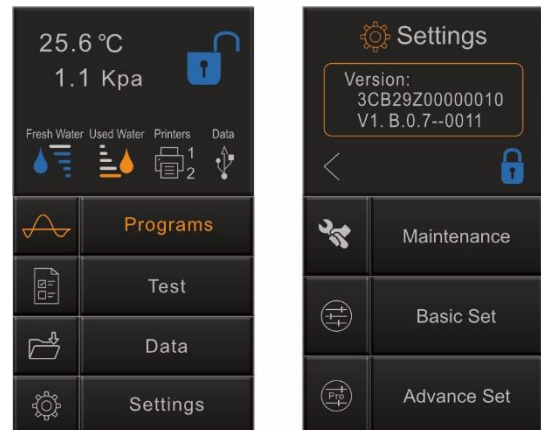 25.6 °C
1.1 Kpa
Fresh Water Used Water Printers Data
1
2
Programs
Test
Data
Settings
Settings
Version:
3CB29Z00000010
V1. B.0.7--0011
Maintenance
Basic Set
Pro
Advance Set